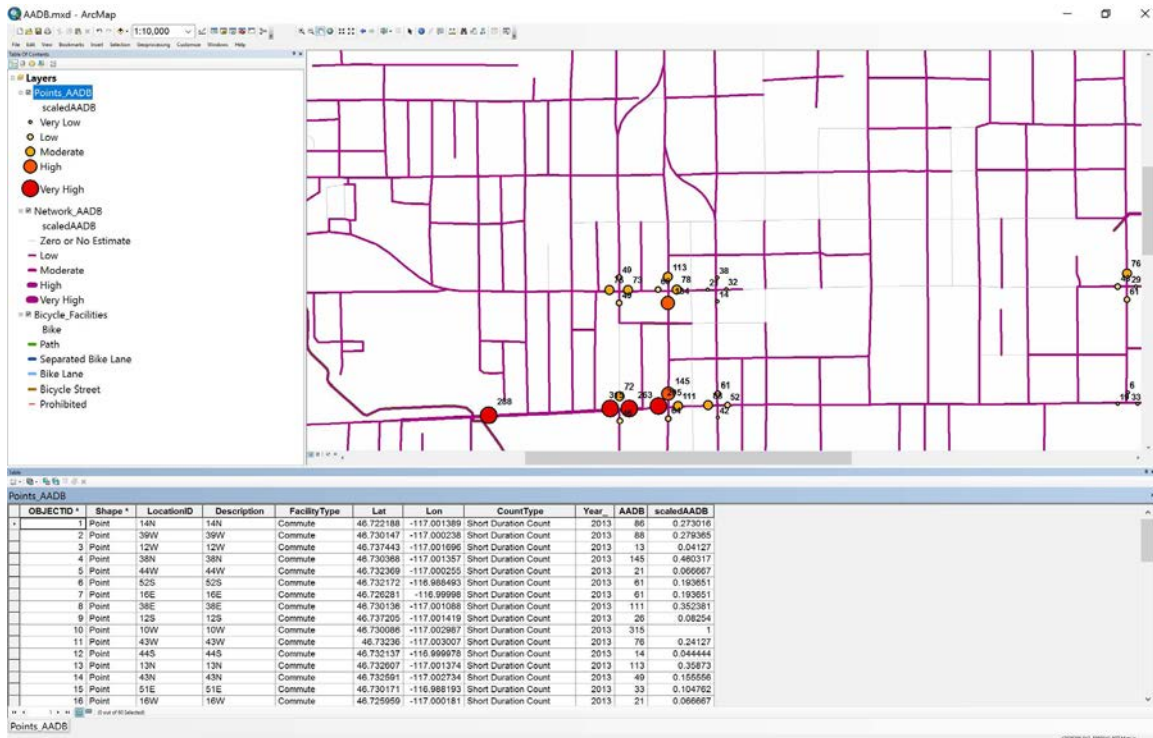 AADB.mxd - ArcMap
1:10,000
File Edit View Bookmarks Insert Selection Geoprocessing Customize Windows Help
Table Of Contents
Layers
Points_AADB
scaledAADB
Very Low
Low
Moderate
High
Very High
Network_AADB
scaledAADB
Zero or No Estimate
Low
Moderate
High
Very High
Bicycle_Facilities
Bike
Path
Separated Bike Lane
Bike Lane
Bicycle Street
Prohibited
49
73
49
113
78
38
32
14
76
29
61
288
72
263
145
111
61
52
42
6
33
Table
Points_AADB
OBJECTID * Shape * LocationID Description FacilityType Lat Lon CountType Year_ AADB scaledAADB
1 Point 14N 14N Commute 46.722188 -117.001389 Short Duration Count 2013 86 0.273016
2 Point 39W 39W Commute 46.730147 -117.000238 Short Duration Count 2013 88 0.279365
3 Point 12W 12W Commute 46.737443 -117.001696 Short Duration Count 2013 13 0.04127
4 Point 38N 38N Commute 46.730368 -117.001357 Short Duration Count 2013 145 0.460317
5 Point 44W 44W Commute 46.732369 -117.000255 Short Duration Count 2013 21 0.066667
6 Point 52S 52S Commute 46.732172 -116.988493 Short Duration Count 2013 61 0.193651
7 Point 16E 16E Commute 46.726281 -116.99998 Short Duration Count 2013 61 0.193651
8 Point 38E 38E Commute 46.730136 -117.001088 Short Duration Count 2013 111 0.352381
9 Point 12S 12S Commute 46.737205 -117.001419 Short Duration Count 2013 26 0.08254
10 Point 10W 10W Commute 46.730086 -117.002987 Short Duration Count 2013 315 1
11 Point 43W 43W Commute 46.73236 -117.003007 Short Duration Count 2013 76 0.24127
12 Point 44S 44S Commute 46.732137 -116.999978 Short Duration Count 2013 14 0.044444
13 Point 13N 13N Commute 46.732607 -117.001374 Short Duration Count 2013 113 0.35873
14 Point 43N 43N Commute 46.732591 -117.002734 Short Duration Count 2013 49 0.155556
15 Point 51E 51E Commute 46.730171 -116.988193 Short Duration Count 2013 33 0.104762
16 Point 16W 16W Commute 46.725959 -117.000181 Short Duration Count 2013 21 0.066667
Points_AADB